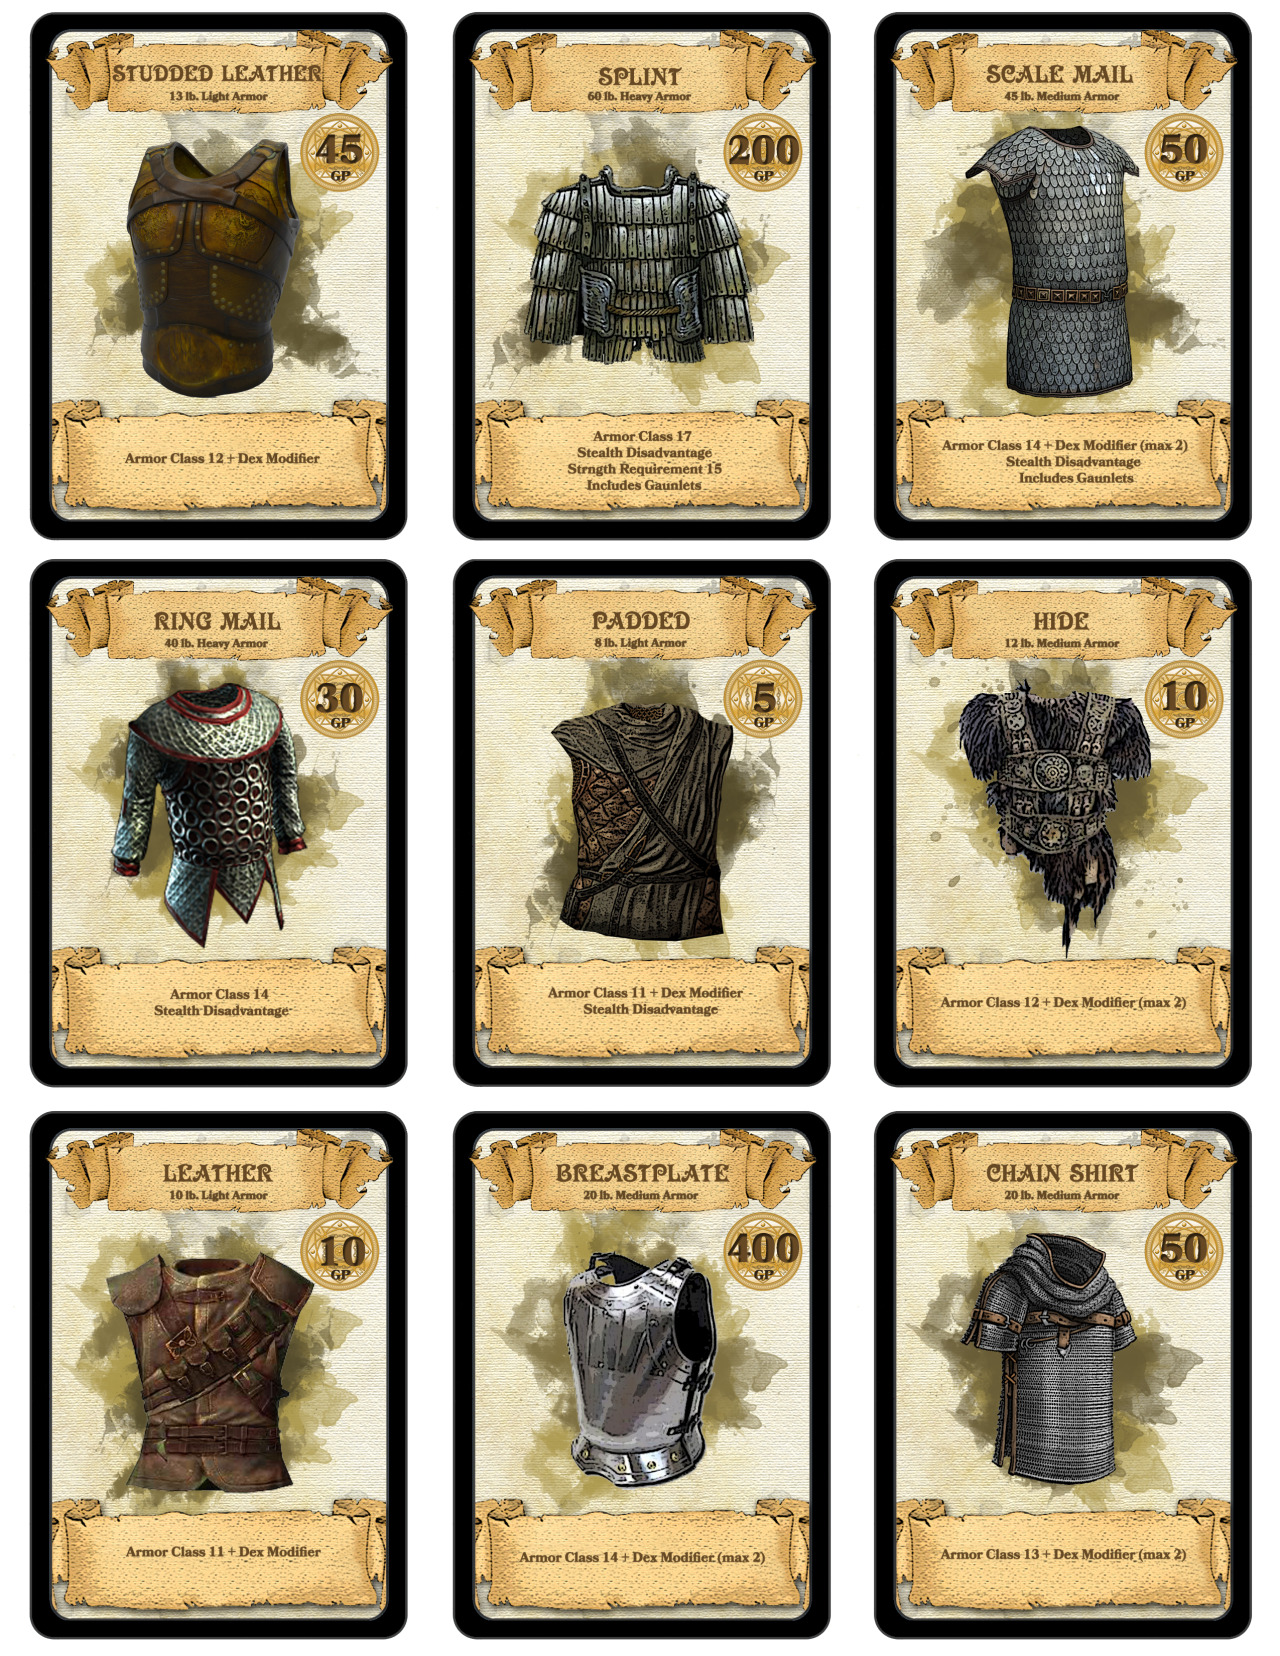 STUDDED LEATHER
13 lb. Light Armor
45
GP
Armor Class 12 + Dex Modifier
SPLINT
60 lb. Heavy Armor
200
GP
Armor Class 17
Stealth Disadvantage
Strngth Requirement 15
Includes Gaunlets
SCALE MAIL
45 lb. Medium Armor
50
GP
Armor Class 14 + Dex Modifier (max 2)
Stealth Disadvantage
Includes Gaunlets
RING MAIL
40 lb. Heavy Armor
30
GP
Armor Class 14
Stealth Disadvantage
PADDED
8 lb. Light Armor
5
GP
Armor Class 11 + Dex Modifier
Stealth Disadvantage
HIDE
12 lb. Medium Armor
10
GP
Armor Class 12 + Dex Modifier (max 2)
LEATHER
10 lb. Light Armor
10
GP
Armor Class 11 + Dex Modifier
BREASTPLATE
20 lb. Medium Armor
400
GP
Armor Class 14 + Dex Modifier (max 2)
CHAIN SHIRT
20 lb. Medium Armor
50
GP
Armor Class 13 + Dex Modifier (max 2)